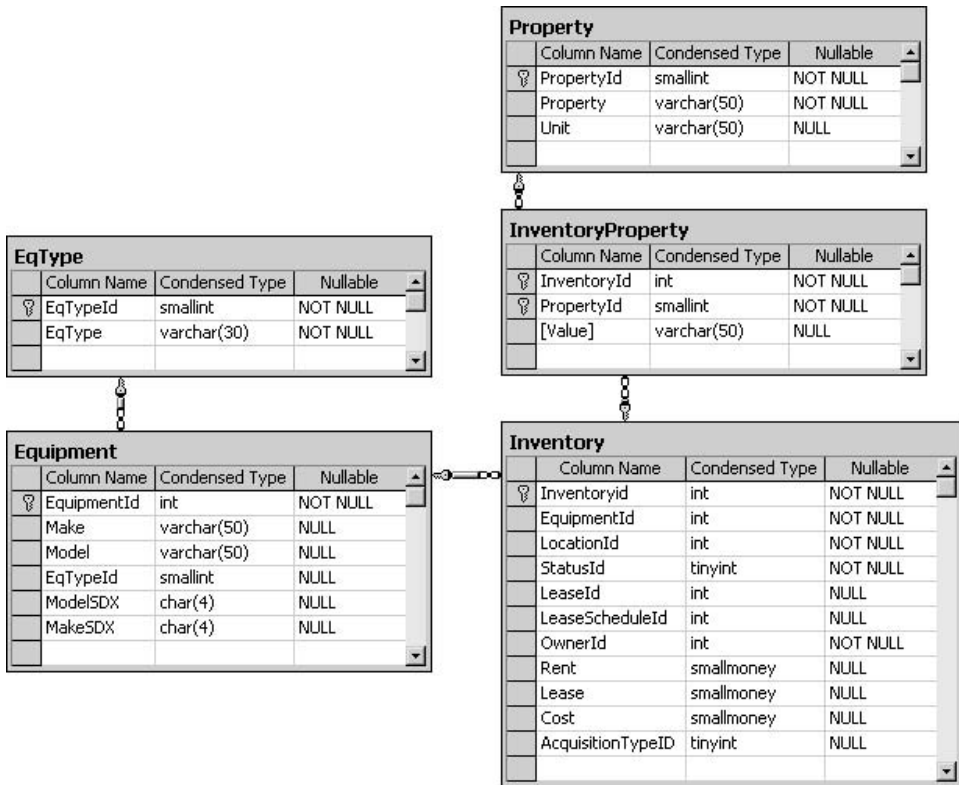 Property
Column Name Condensed Type Nullable
PropertyId smallint NOT NULL
Property varchar(50) NOT NULL
Unit varchar(50) NULL
InventoryProperty
Column Name Condensed Type Nullable
InventoryId int NOT NULL
PropertyId smallint NOT NULL
[Value] varchar(50) NULL
EqType
Column Name Condensed Type Nullable
EqTypeId smallint NOT NULL
EqType varchar(30) NOT NULL
Equipment
Column Name Condensed Type Nullable
EquipmentId int NOT NULL
Make varchar(50) NULL
Model varchar(50) NULL
EqTypeId smallint NULL
ModelSDX char(4) NULL
MakeSDX char(4) NULL
Inventory
Column Name Condensed Type Nullable
Inventoryid int NOT NULL
EquipmentId int NOT NULL
LocationId int NOT NULL
StatusId tinyint NOT NULL
LeaseId int NULL
LeaseScheduleId int NULL
OwnerId int NOT NULL
Rent smallmoney NULL
Lease smallmoney NULL
Cost smallmoney NULL
AcquisitionTypeID tinyint NULL